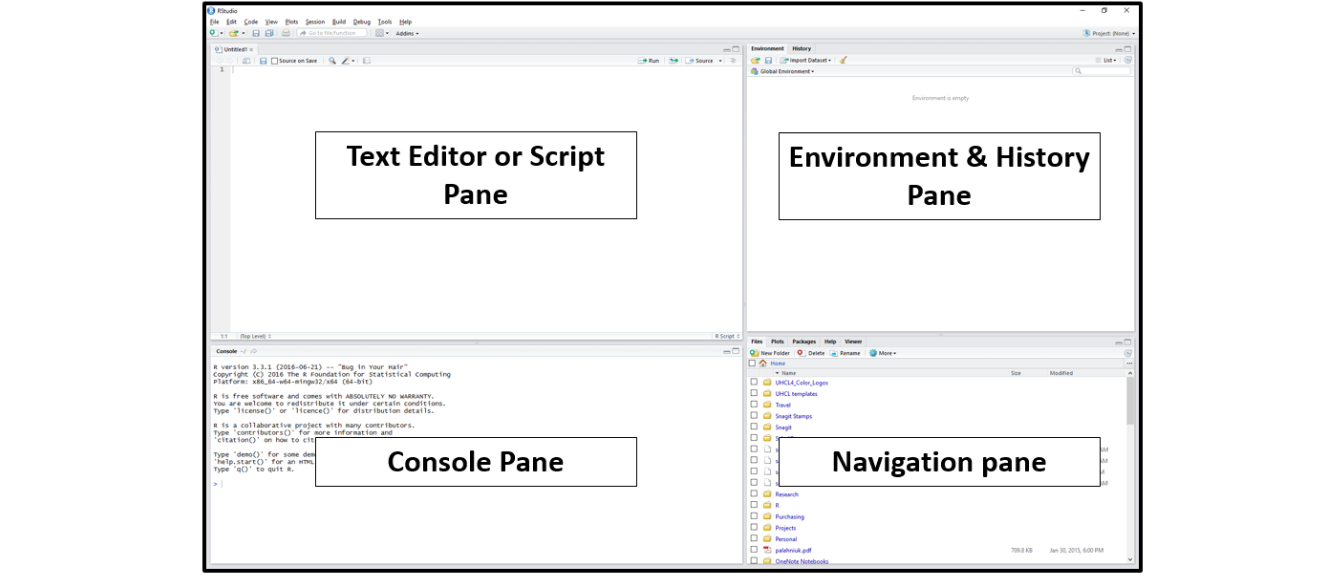 RStudio
File Edit Code View Plots Session Build Debug Tools Help
Go to file/function Addins
Project: (None)
Untitled1
Source on Save Run Source
1
Text Editor or Script
Pane
1:1 (Top Level) R Script
Environment History
Import Dataset List
Global Environment
Environment is empty
Environment & History
Pane
Console ~/
R version 3.3.1 (2016-06-21) -- "Bug in Your Hair"
Copyright (C) 2016 The R Foundation for Statistical Computing
Platform: x86_64-w64-mingw32/x64 (64-bit)
R is free software and comes with ABSOLUTELY NO WARRANTY.
You are welcome to redistribute it under certain conditions.
Type 'license()' or 'licence()' for distribution details.
R is a collaborative project with many contributors.
Type 'contributors()' for more information and
'citation()' on how to
Type 'demo()' for some
'help.start()' for an HTML
Type 'q()' to quit R.
>
Console Pane
Files Plots Packages Help Viewer
New Folder Delete Rename More
Home
Name Size Modified
UHCL4_Color_Logos
UHCL templates
Travel
Snagit Stamps
Snagit
Navigation pane
Research
R
Purchasing
Projects
Personal
palahniuk.pdf 709.8 KB Jan 30, 2015, 6:00 PM
OneNote Notebooks